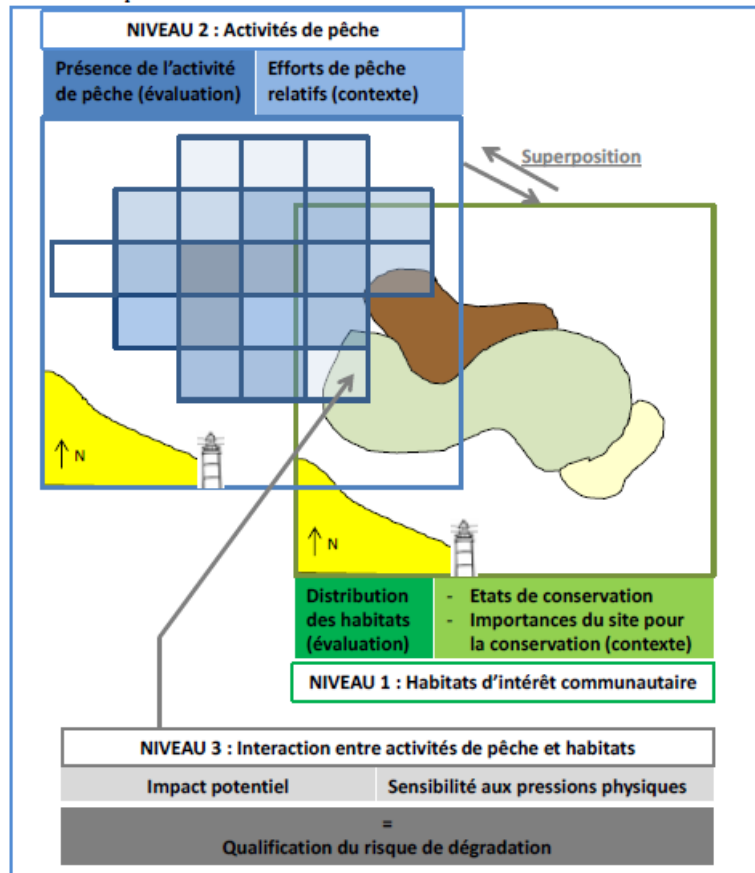 NIVEAU 2 : Activités de pêche
Présence de l'activité
de pêche (évaluation)
Efforts de pêche
relatifs (contexte)
Superposition
N
N
Distribution
des habitats
(évaluation)
- Etats de conservation
- Importances du site pour
la conservation (contexte)
NIVEAU 1 : Habitats d'intérêt communautaire
NIVEAU 3 : Interaction entre activités de pêche et habitats
Impact potentiel
Sensibilité aux pressions physiques
=
Qualification du risque de dégradation